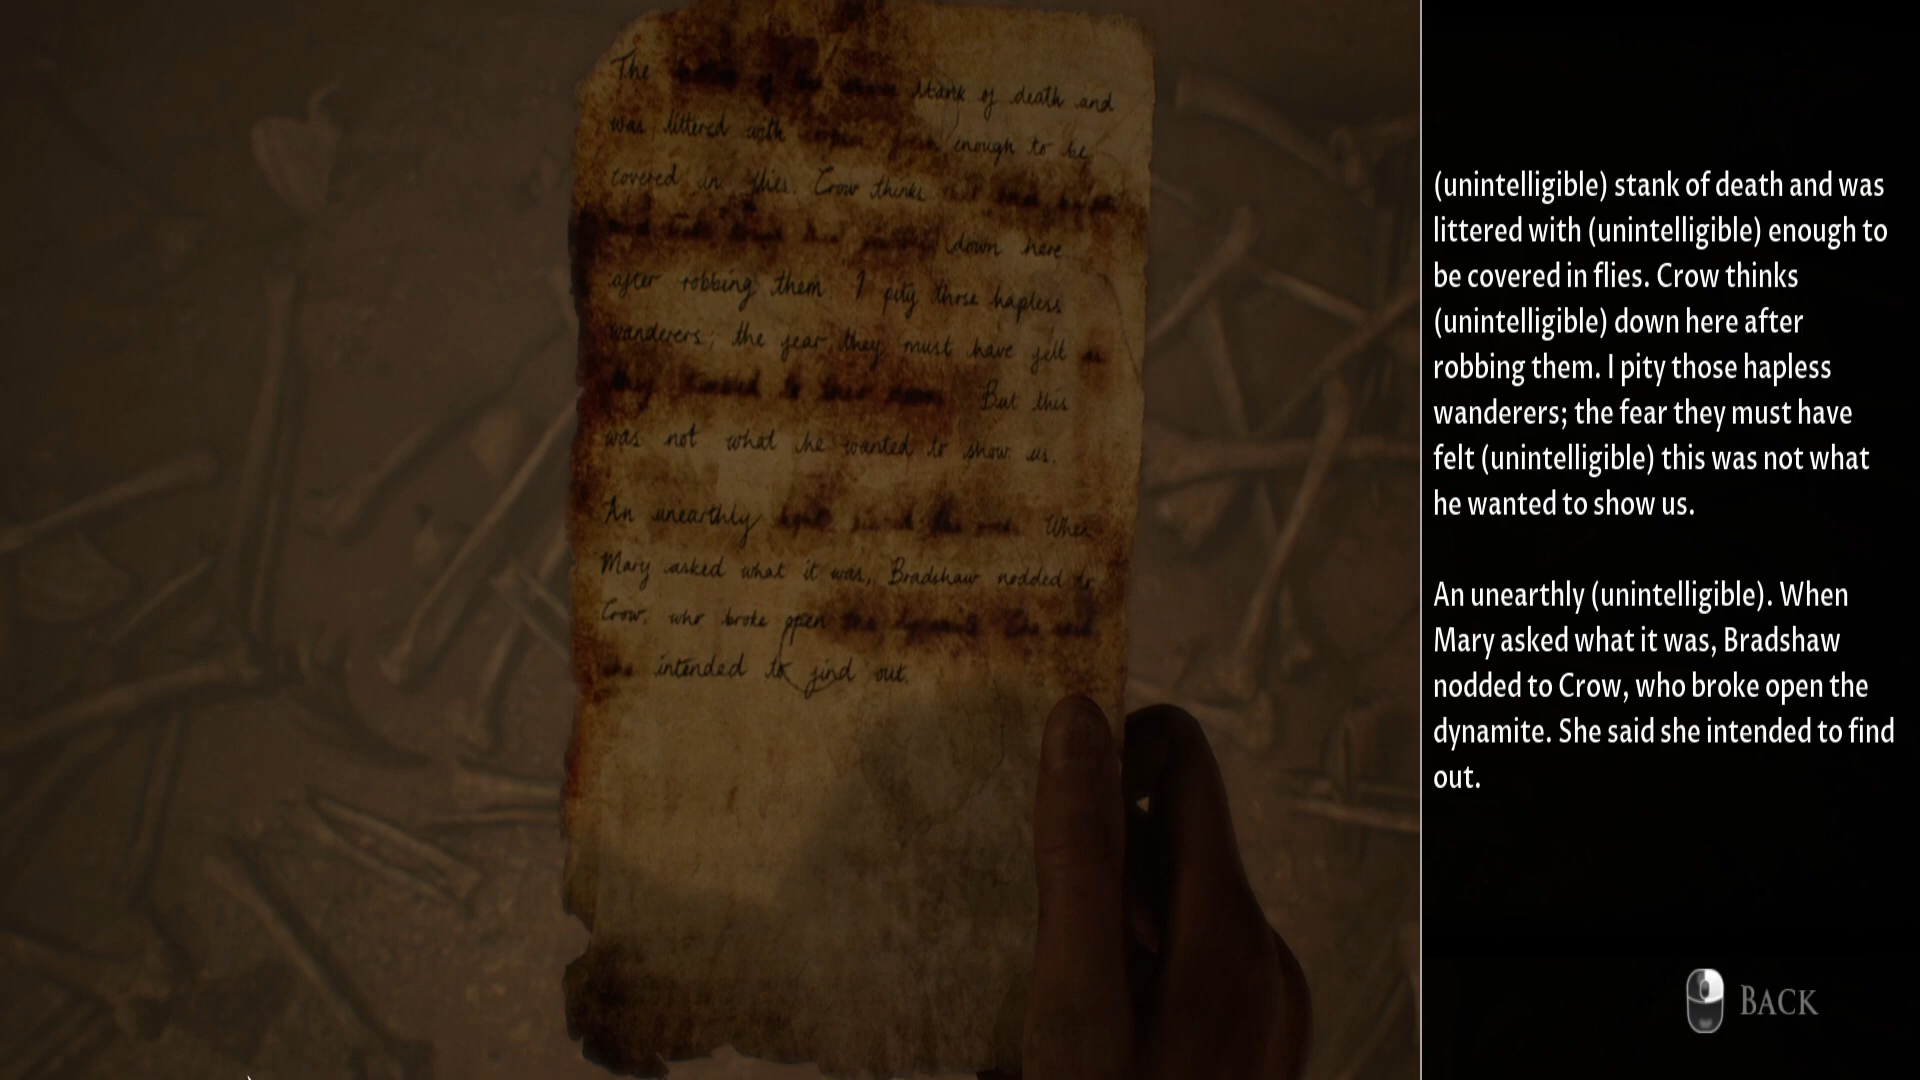 The stank of death and
was littered with enough to be
covered in flies. Crow thinks
down here
after robbing them. I pity those hapless
wanderers; the fear they must have felt
But this
was not what he wanted to show us.
An unearthly When
Mary asked what it was, Bradshaw nodded to
Crow, who broke open the dynamite. She said
she intended to find out.
(unintelligible) stank of death and was
littered with (unintelligible) enough to
be covered in flies. Crow thinks
(unintelligible) down here after
robbing them. I pity those hapless
wanderers; the fear they must have
felt (unintelligible) this was not what
he wanted to show us.
An unearthly (unintelligible). When
Mary asked what it was, Bradshaw
nodded to Crow, who broke open the
dynamite. She said she intended to find
out.
BACK